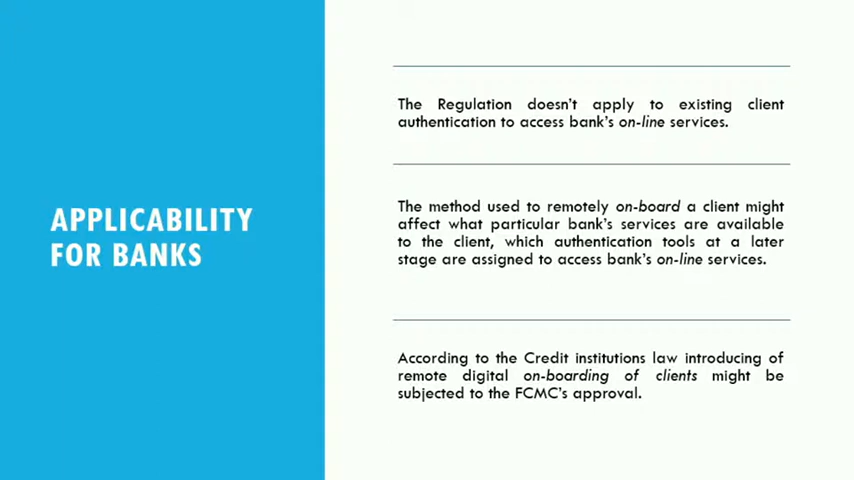 APPLICABILITY
FOR BANKS
The Regulation doesn't apply to existing client
authentication to access bank's on-line services.
The method used to remotely on-board a client might
affect what particular bank's services are available
to the client, which authentication tools at a later
stage are assigned to access bank's on-line services.
According to the Credit institutions law introducing of
remote digital on-boarding of clients might be
subjected to the FCMC's approval.